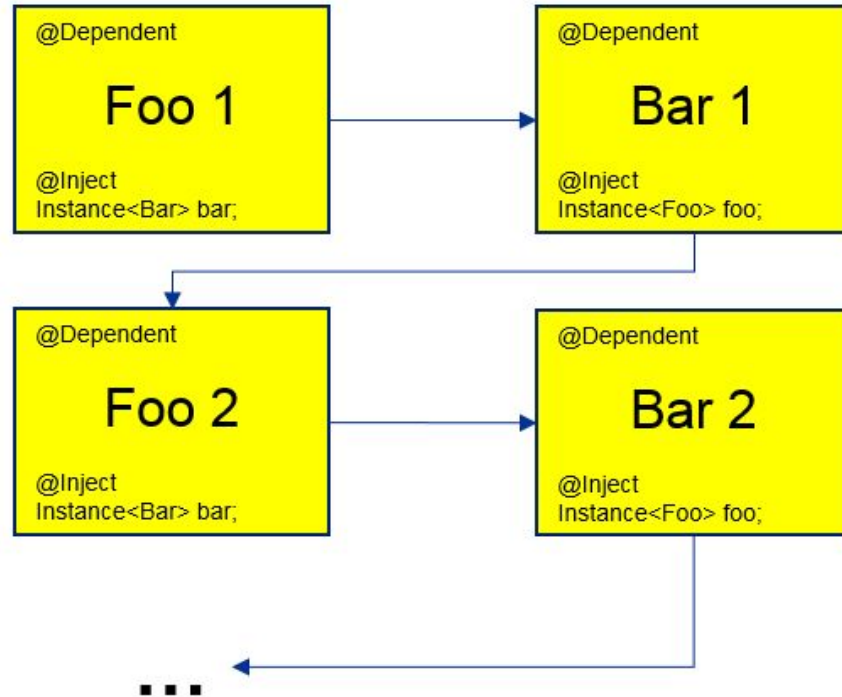 @Dependent
Foo 1
@Inject
Instance<Bar> bar;
@Dependent
Bar 1
@Inject
Instance<Foo> foo;
@Dependent
Foo 2
@Inject
Instance<Bar> bar;
@Dependent
Bar 2
@Inject
Instance<Foo> foo;
...